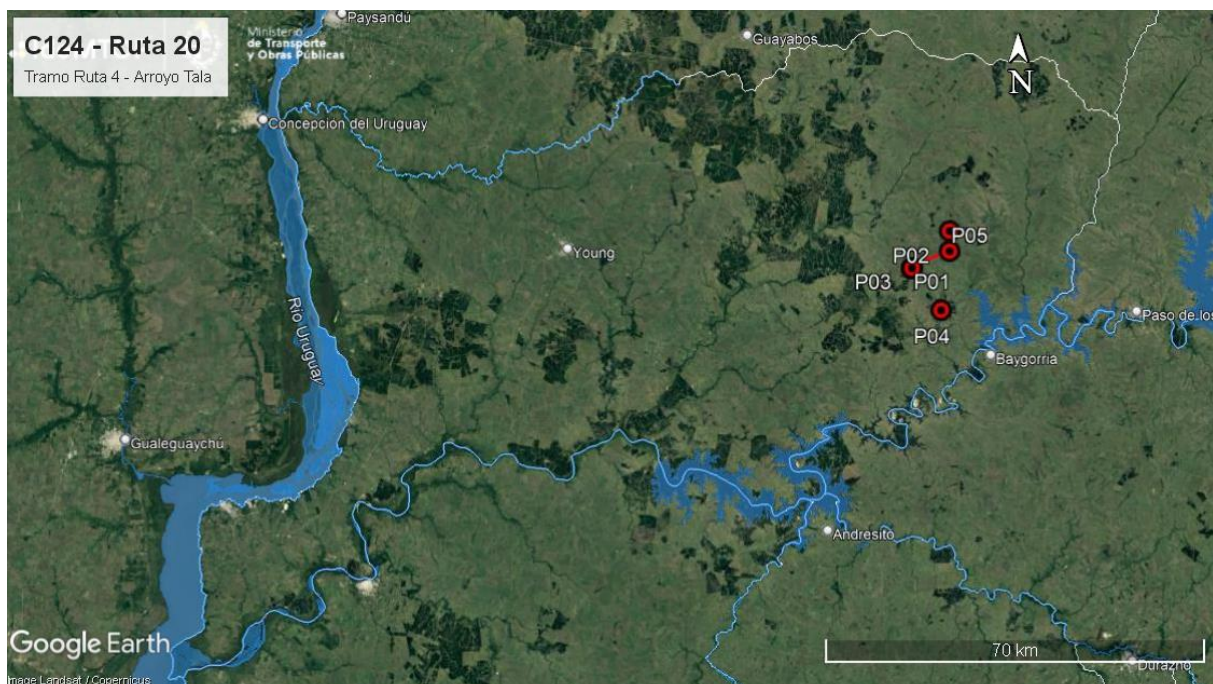 C124 - Ruta 20
Tramo Ruta 4 - Arroyo Tala
Ministerio
de Transporte
y Obras Públicas
Paysandú
Guayabos
N
Concepción del Uruguay
Young
P05
P02
P03
P01
P04
Río Uruguay
Paso de los
Baygorria
Gualeguaychú
Andresito
Google Earth
70 km
Durazno
Image Landsat / Copernicus